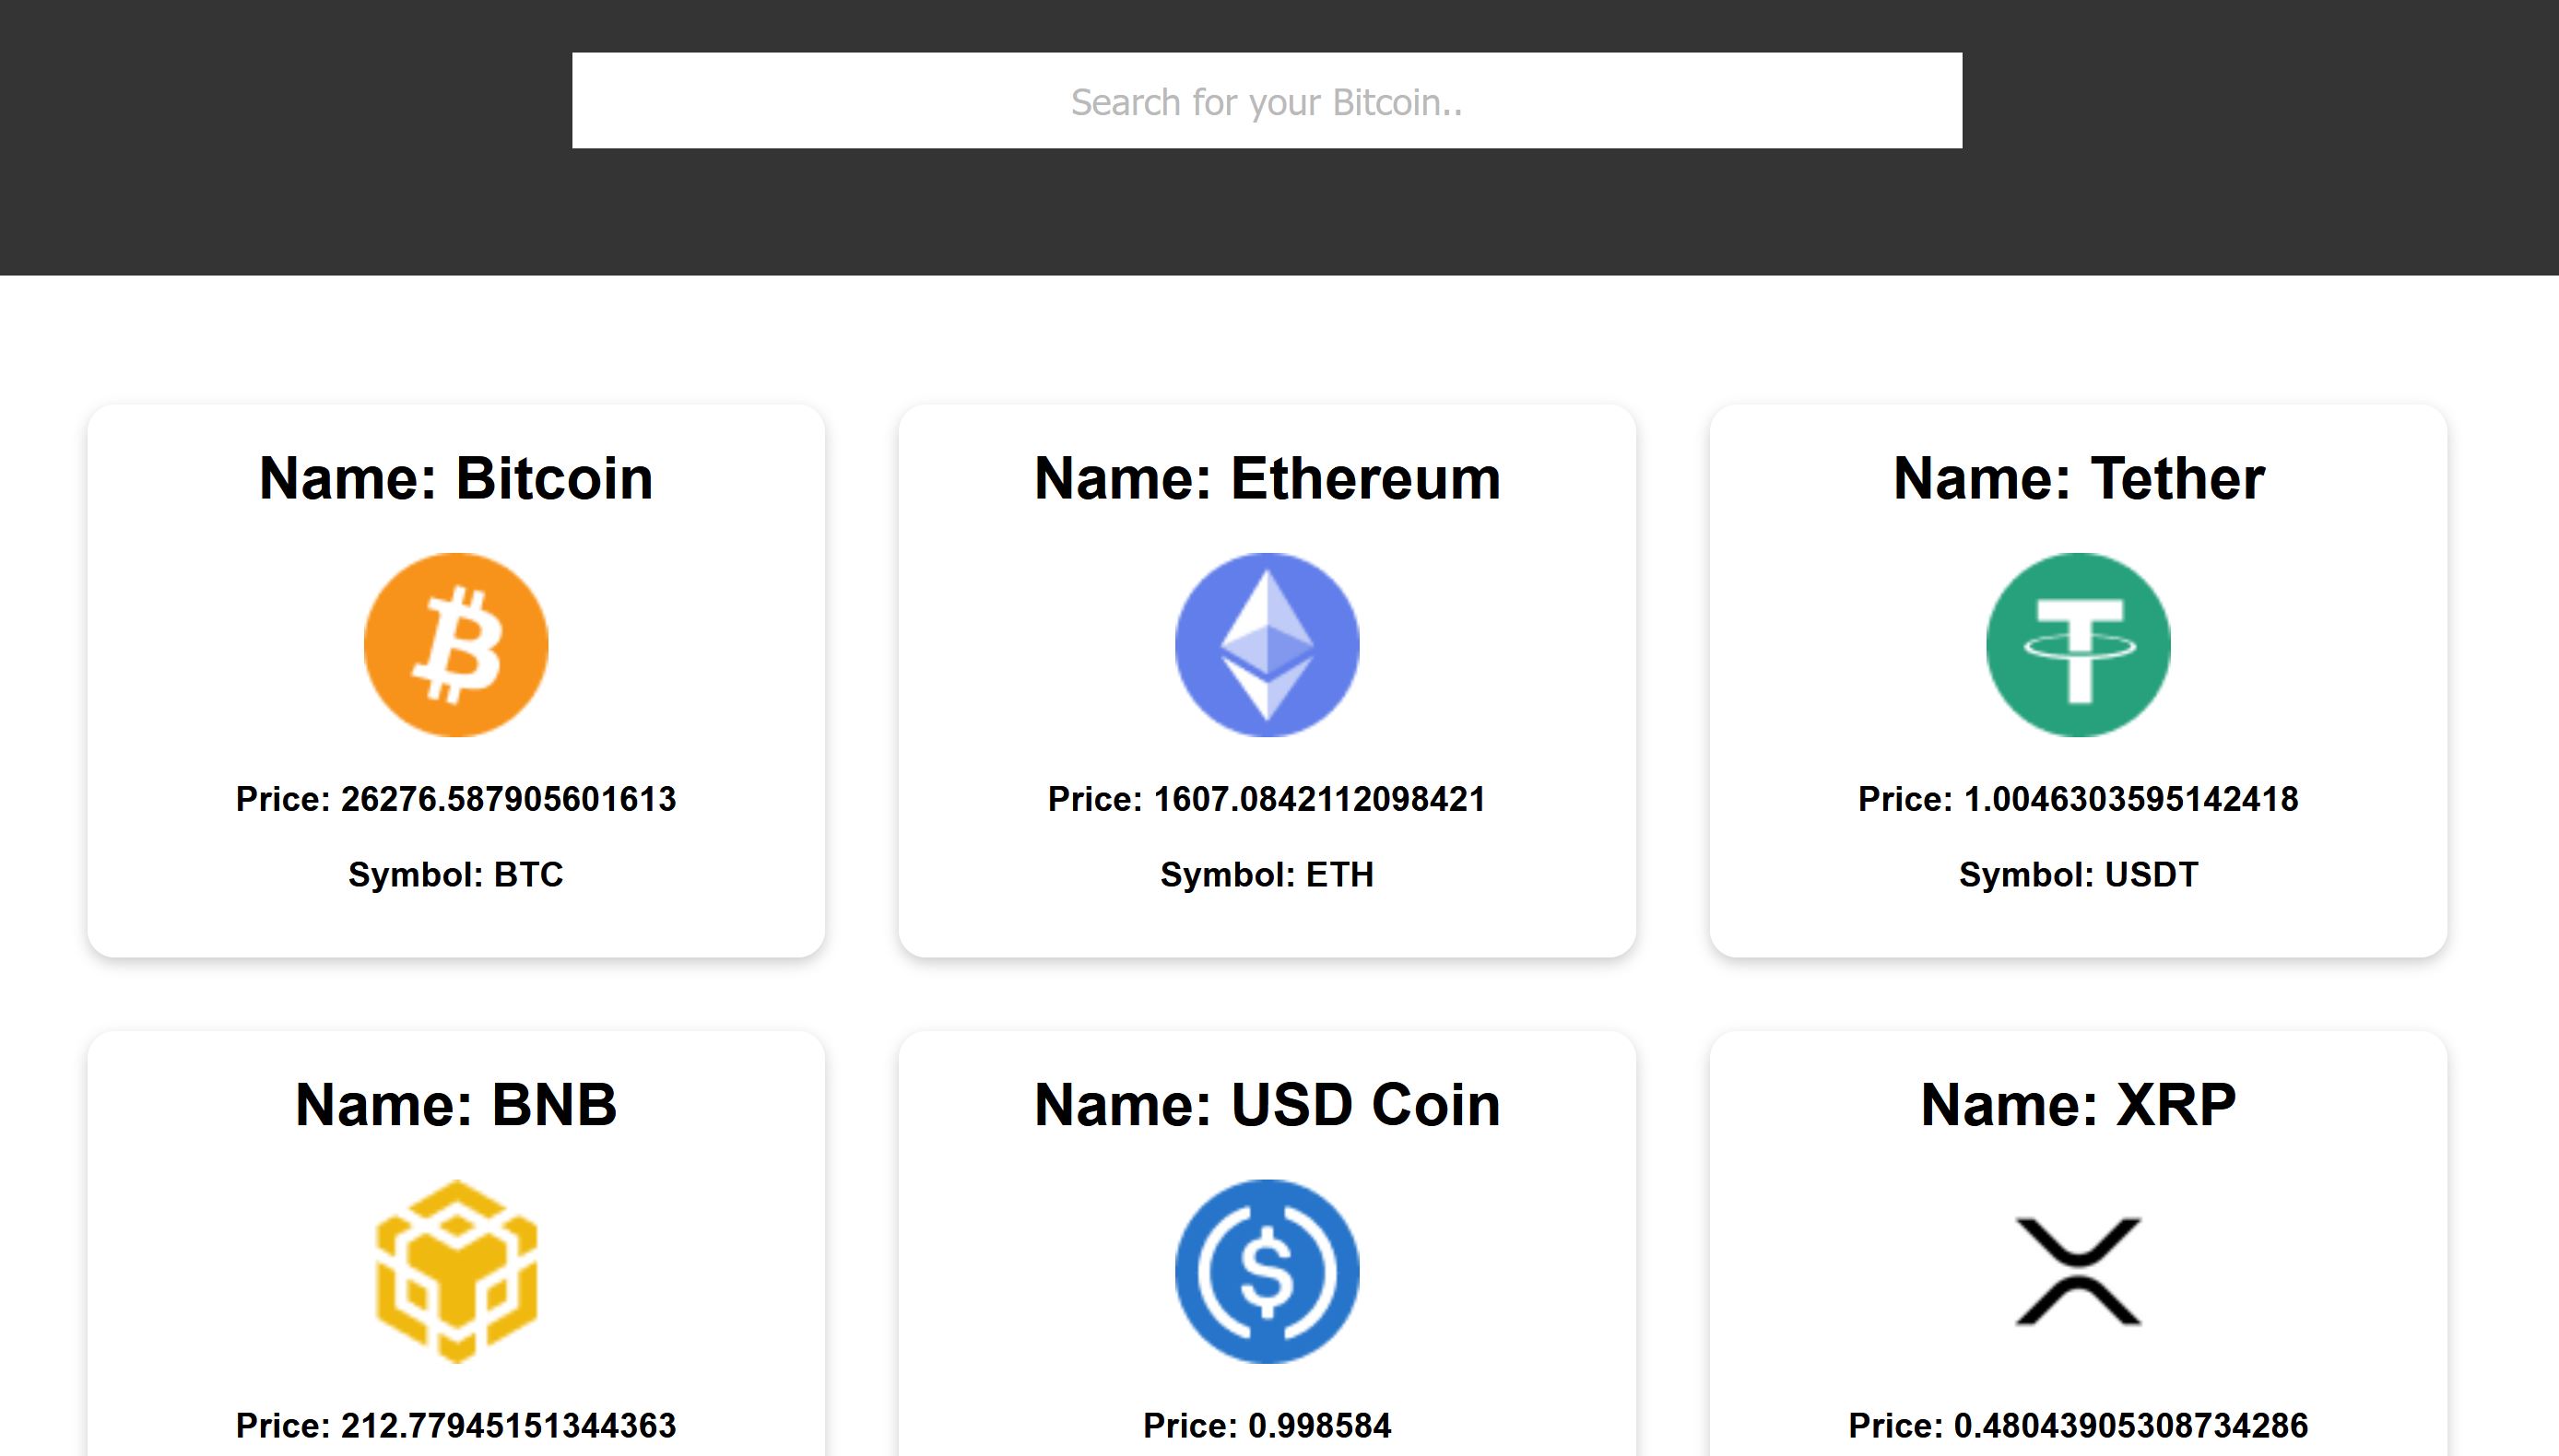 Search for your Bitcoin..
Name: Bitcoin
Price: 26276.587905601613
Symbol: BTC
Name: Ethereum
Price: 1607.0842112098421
Symbol: ETH
Name: Tether
Price: 1.0046303595142418
Symbol: USDT
Name: BNB
Price: 212.77945151344363
Name: USD Coin
Price: 0.998584
Name: XRP
Price: 0.48043905308734286